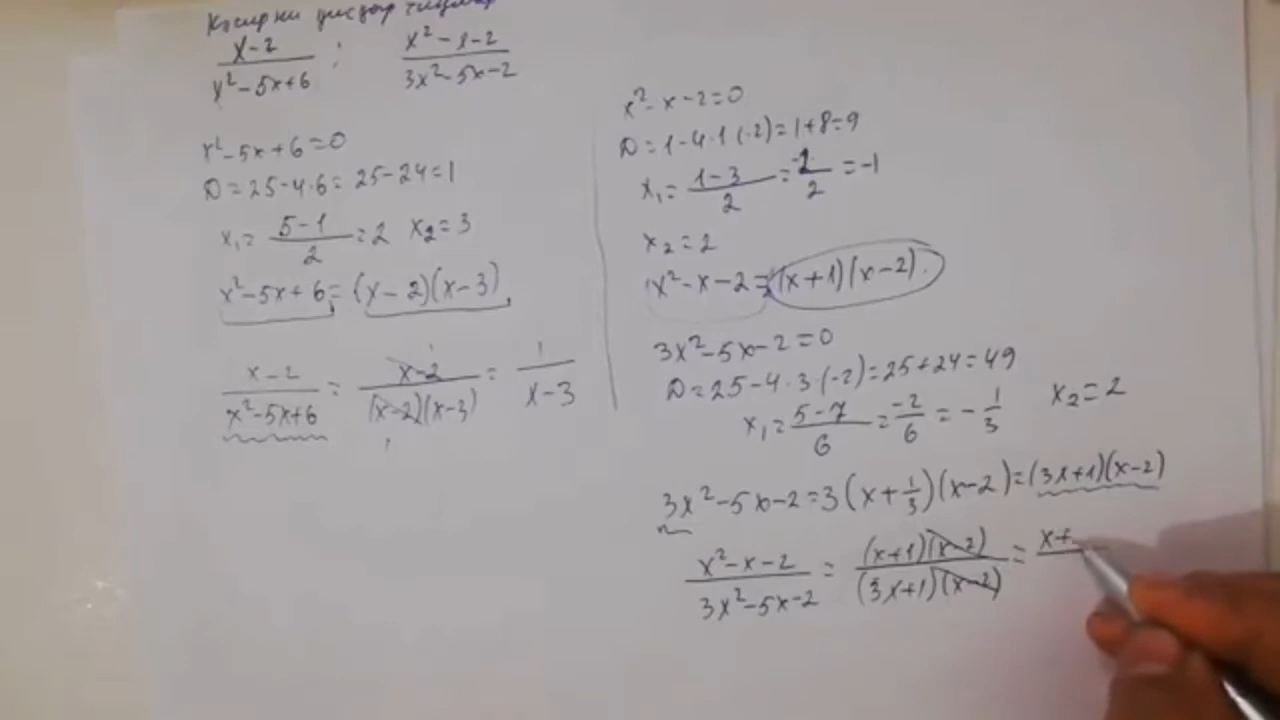 x-2 / x²-5x+6 ; x²-x-2 / 3x²-5x-2
x²-5x+6=0
D=25-4·6=25-24=1
x₁= 5-1 / 2 =2 x₂=3
x²-5x+6=(x-2)(x-3)
x-2 / x²-5x+6 = x-2 / (x-2)(x-3) = 1 / x-3
x²-x-2=0
D=1-4·1(-2)=1+8=9
x₁= 1-3 / 2 = -2 / 2 =-1
x₂=2
x²-x-2=(x+1)(x-2).
3x²-5x-2=0
D=25-4·3(-2)=25+24=49
x₁= 5-7 / 6 = -2 / 6 = - 1 / 3 x₂=2
3x²-5x-2=3(x+ 1 / 3)(x-2)=(3x+1)(x-2)
x²-x-2 / 3x²-5x-2 = (x+1)(x-2) / (3x+1)(x-2) = x+